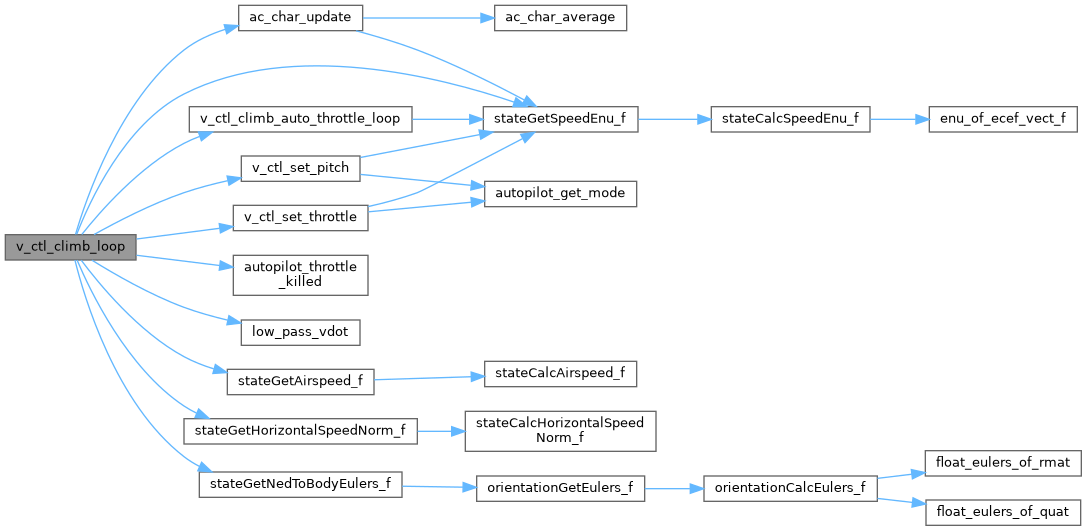 ac_char_update
ac_char_average
v_ctl_climb_auto_throttle_loop
stateGetSpeedEnu_f
stateCalcSpeedEnu_f
enu_of_ecef_vect_f
v_ctl_set_pitch
autopilot_get_mode
v_ctl_set_throttle
v_ctl_climb_loop
autopilot_throttle
_killed
low_pass_vdot
stateGetAirspeed_f
stateCalcAirspeed_f
stateGetHorizontalSpeedNorm_f
stateCalcHorizontalSpeed
Norm_f
stateGetNedToBodyEulers_f
orientationGetEulers_f
orientationCalcEulers_f
float_eulers_of_rmat
float_eulers_of_quat